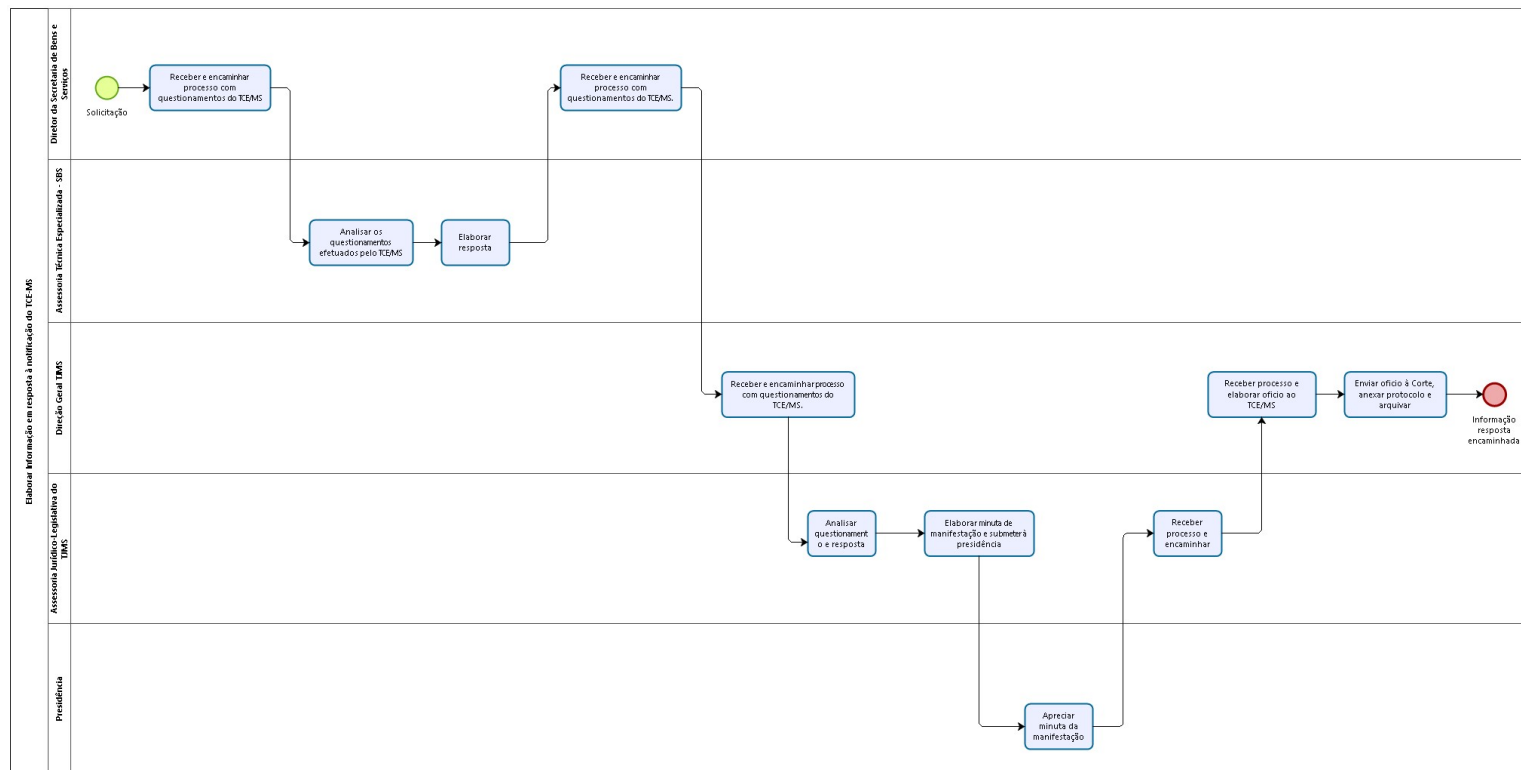 Elaborar Informação em resposta à notificação do TCE-MS
Diretor da Secretaria de Bens e
Serviços
Solicitação
Receber e encaminhar
processo com
questionamentos do TCE/MS
Receber e encaminhar
processo com
questionamentos do TCE/MS.
Assessoria Técnica Especializada - SBS
Analisar os
questionamentos
efetuados pelo TCE/MS
Elaborar
resposta
Direção Geral TJMS
Receber e encaminhar processo
com questionamentos do
TCE/MS.
Receber processo e
elaborar oficio ao
TCE/MS
Enviar oficio à Corte,
anexar protocolo e
arquivar
Informação
resposta
encaminhada
Assessoria Jurídico-Legislativa do
TJMS
Analisar
questionament
o e resposta
Elaborar minuta de
manifestação e submeter à
presidência
Receber
processo e
encaminhar
Presidência
Apreciar
minuta da
manifestação